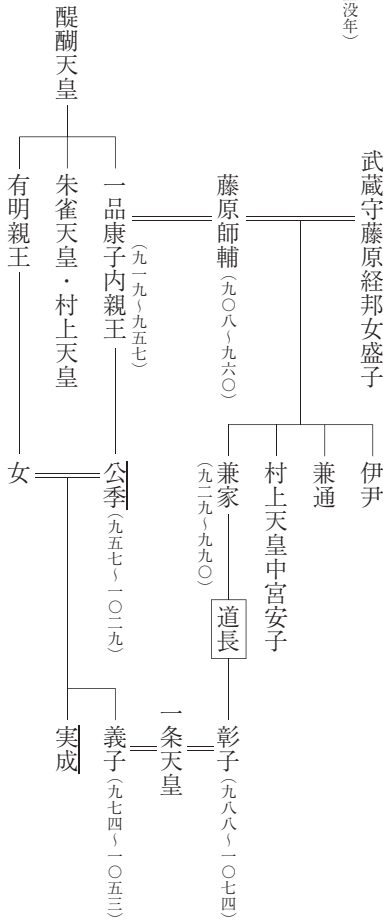 没年)
武蔵守藤原経邦女盛子
伊尹
兼通
村上天皇中宮安子
兼家
(九二九~九九〇)
道長
彰子(九八八~一〇七四)
藤原師輔(九〇八~九六〇)
一条天皇
一品康子内親王
(九一九~九五七)
公季(九五七~一〇二九)
義子(九七四~一〇五三)
実成
醍醐天皇
朱雀天皇・村上天皇
有明親王
女